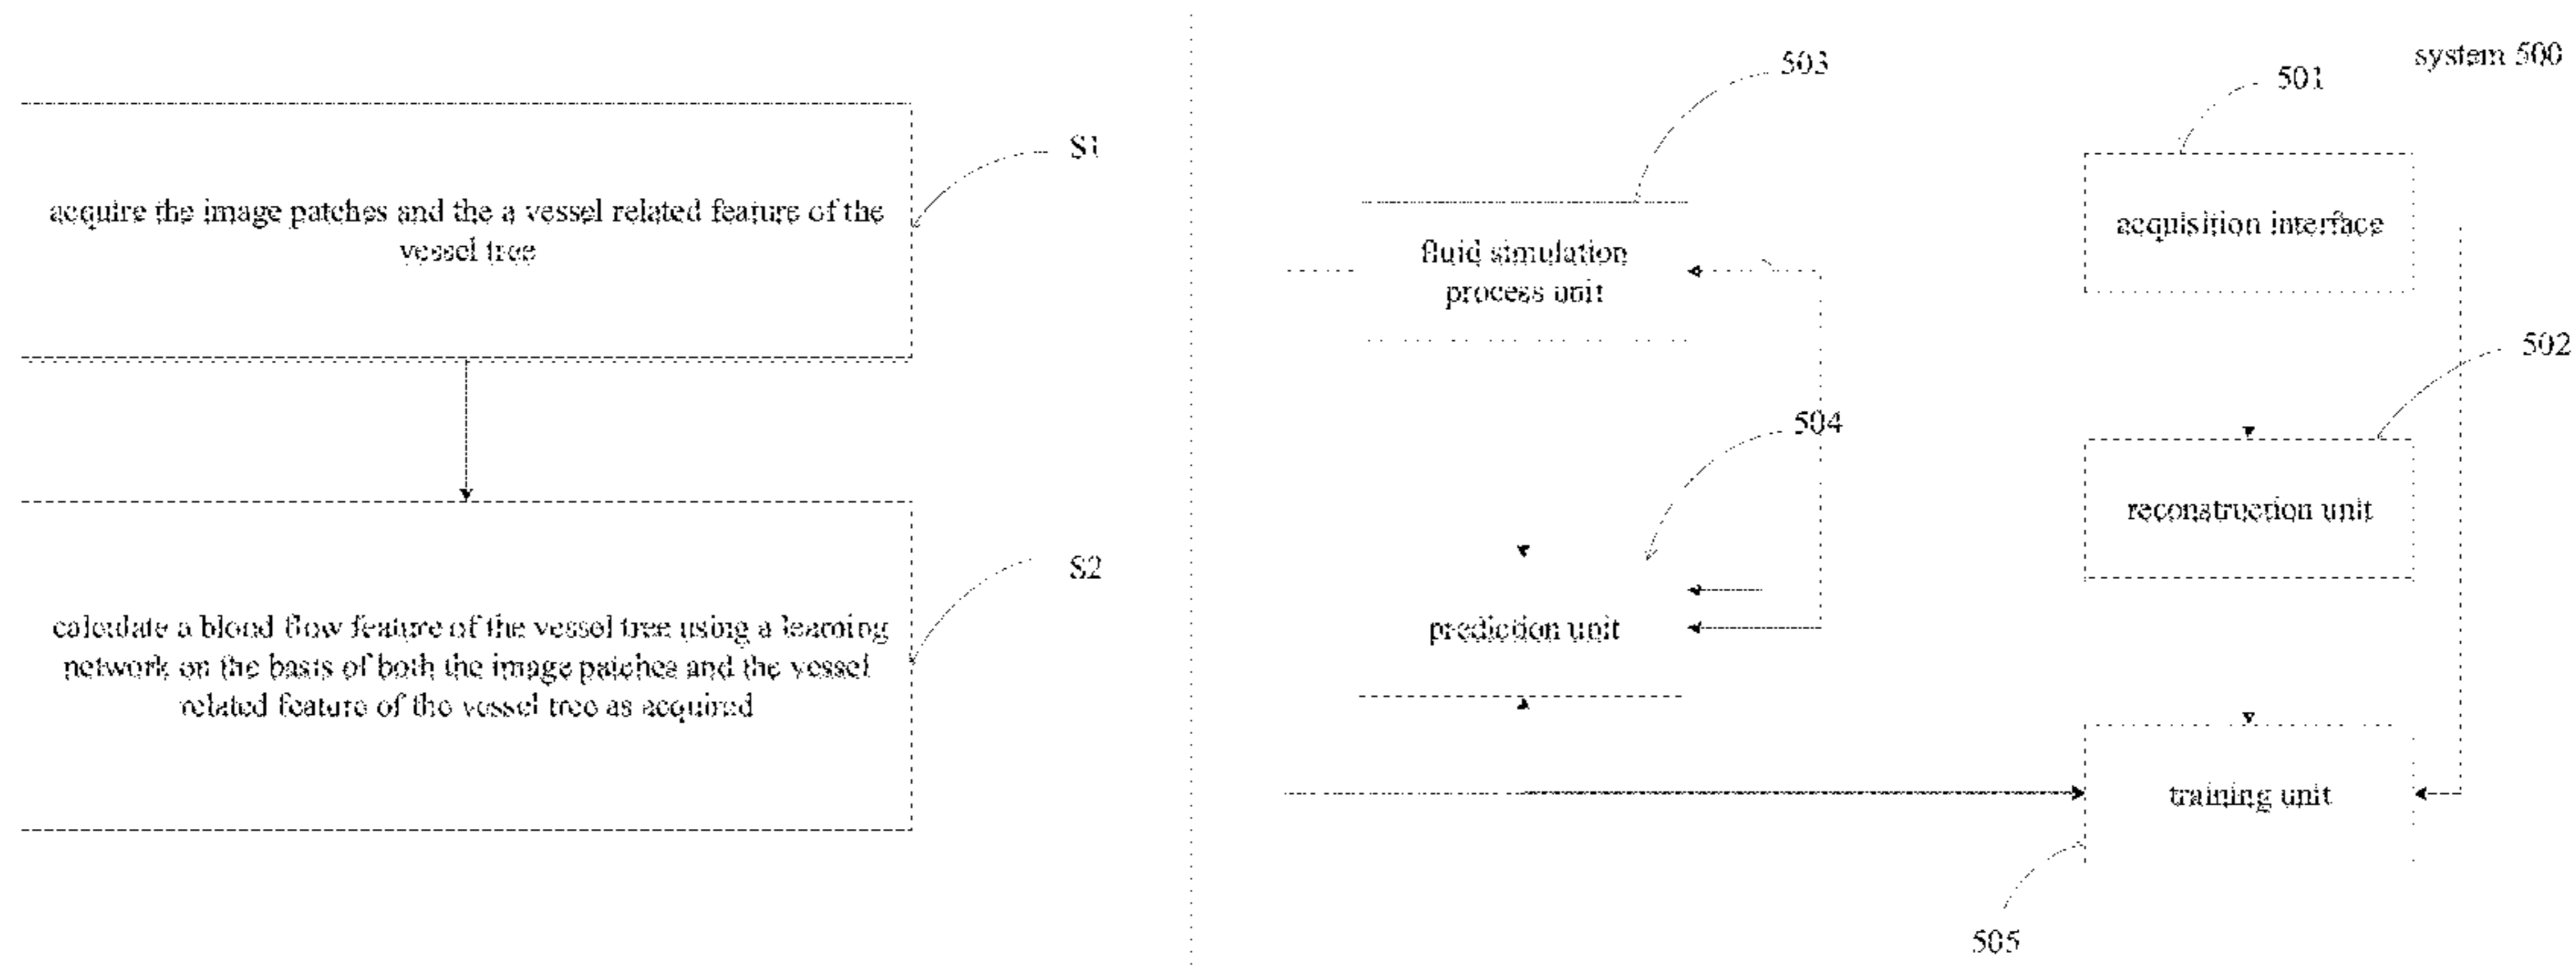 S1
acquire the image patches and the a vessel related feature of the
vessel tree
S2
calculate a blood flow feature of the vessel tree using a learning
network on the basis of both the image patches and the vessel
related feature of the vessel tree as acquired
system 500
503
501
fluid simulation
process unit
acquisition interface
502
504
reconstruction unit
prediction unit
training unit
505